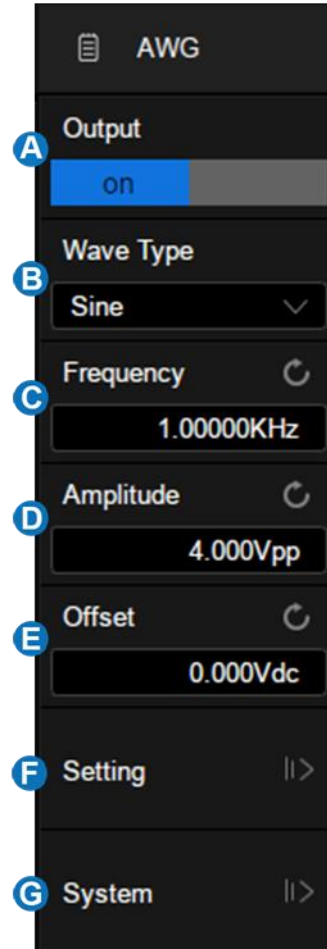 AWG
A
Output
on
B
Wave Type
Sine
C
Frequency
1.00000KHz
D
Amplitude
4.000Vpp
E
Offset
0.000Vdc
F
Setting
G
System